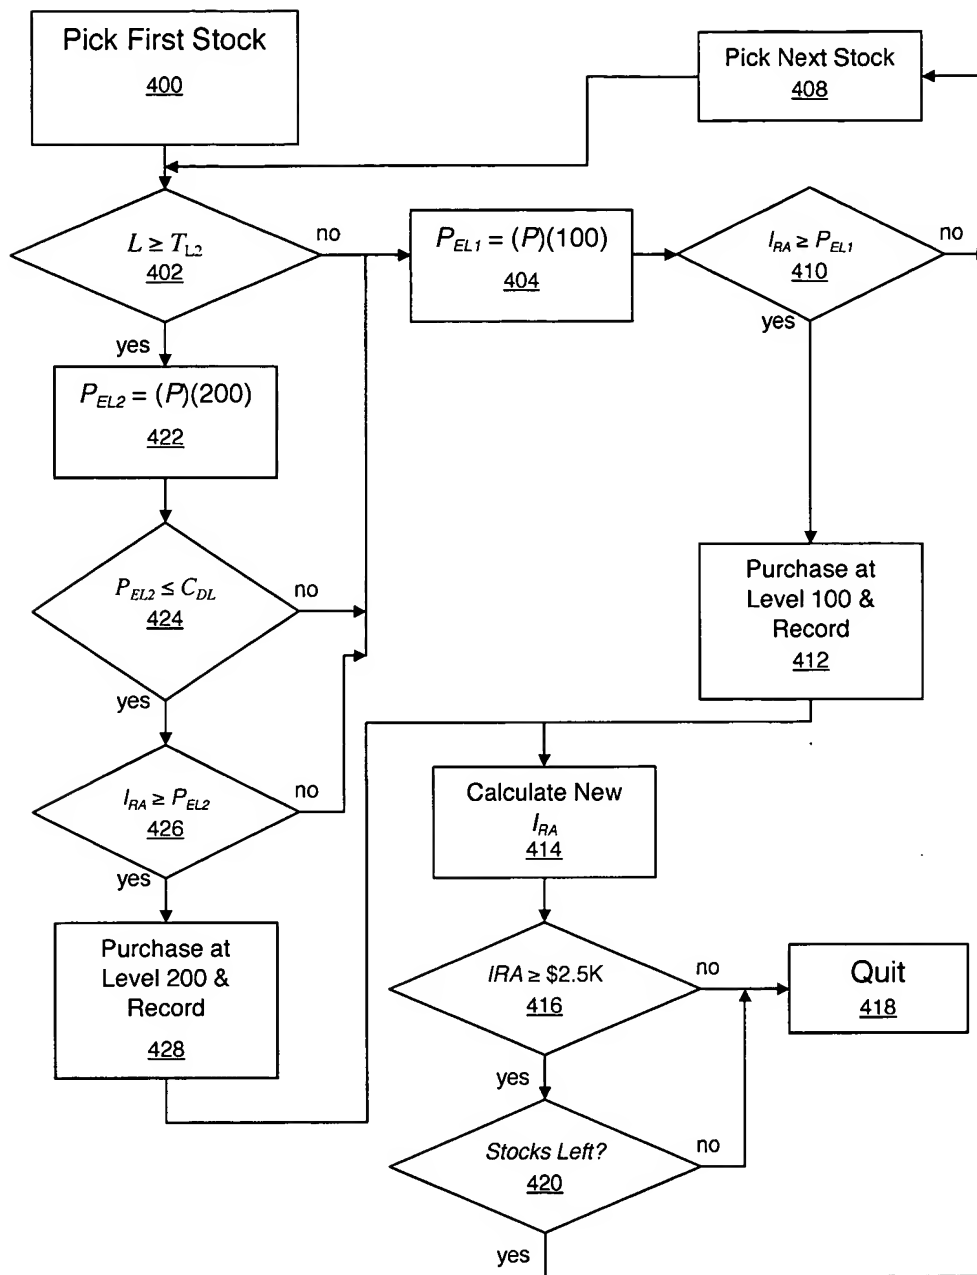 Pick First Stock
400
Pick Next Stock
408
L ≥ T_L2
402
no
yes
P_EL1 = (P)(100)
404
I_RA ≥ P_EL1
410
no
yes
P_EL2 = (P)(200)
422
P_EL2 ≤ C_DL
424
no
yes
Purchase at
Level 100 &
Record
412
I_RA ≥ P_EL2
426
no
yes
Calculate New
I_RA
414
Purchase at
Level 200 &
Record
428
IRA ≥ $2.5K
416
no
yes
Quit
418
Stocks Left?
420
no
yes